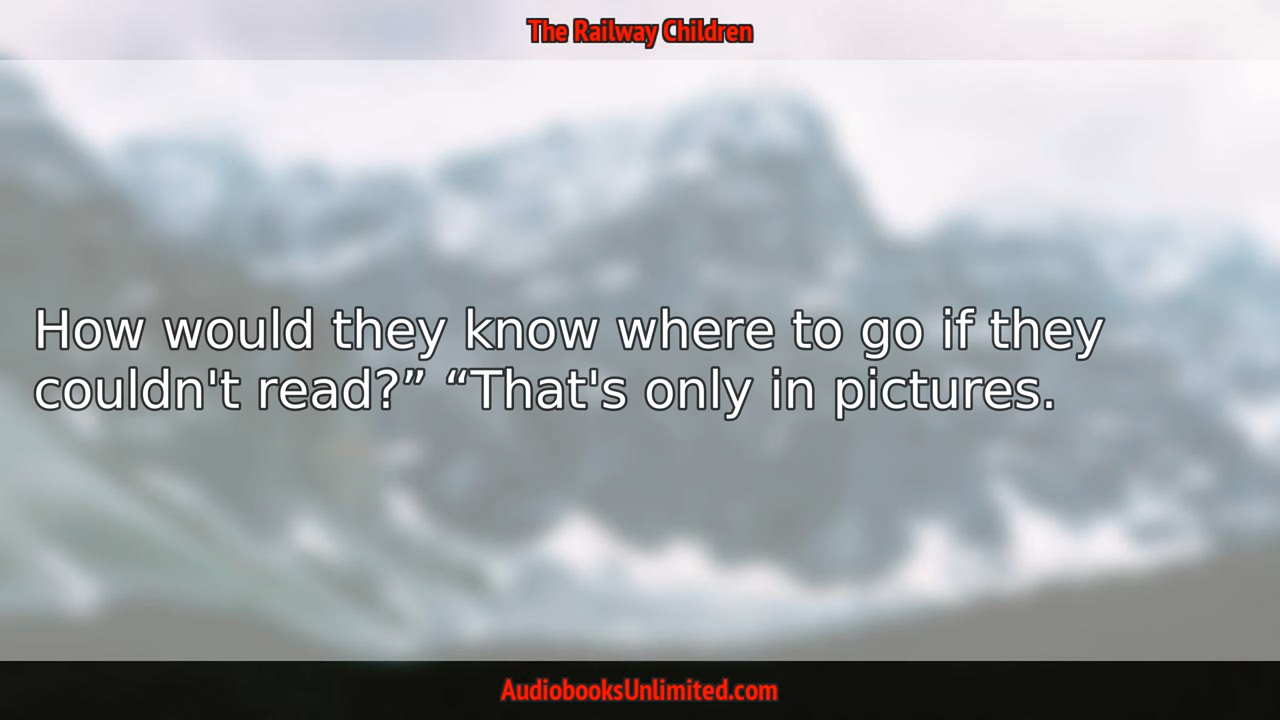 The Railway Children
How would they know where to go if they
couldn't read?” “That's only in pictures.
AudiobooksUnlimited.com